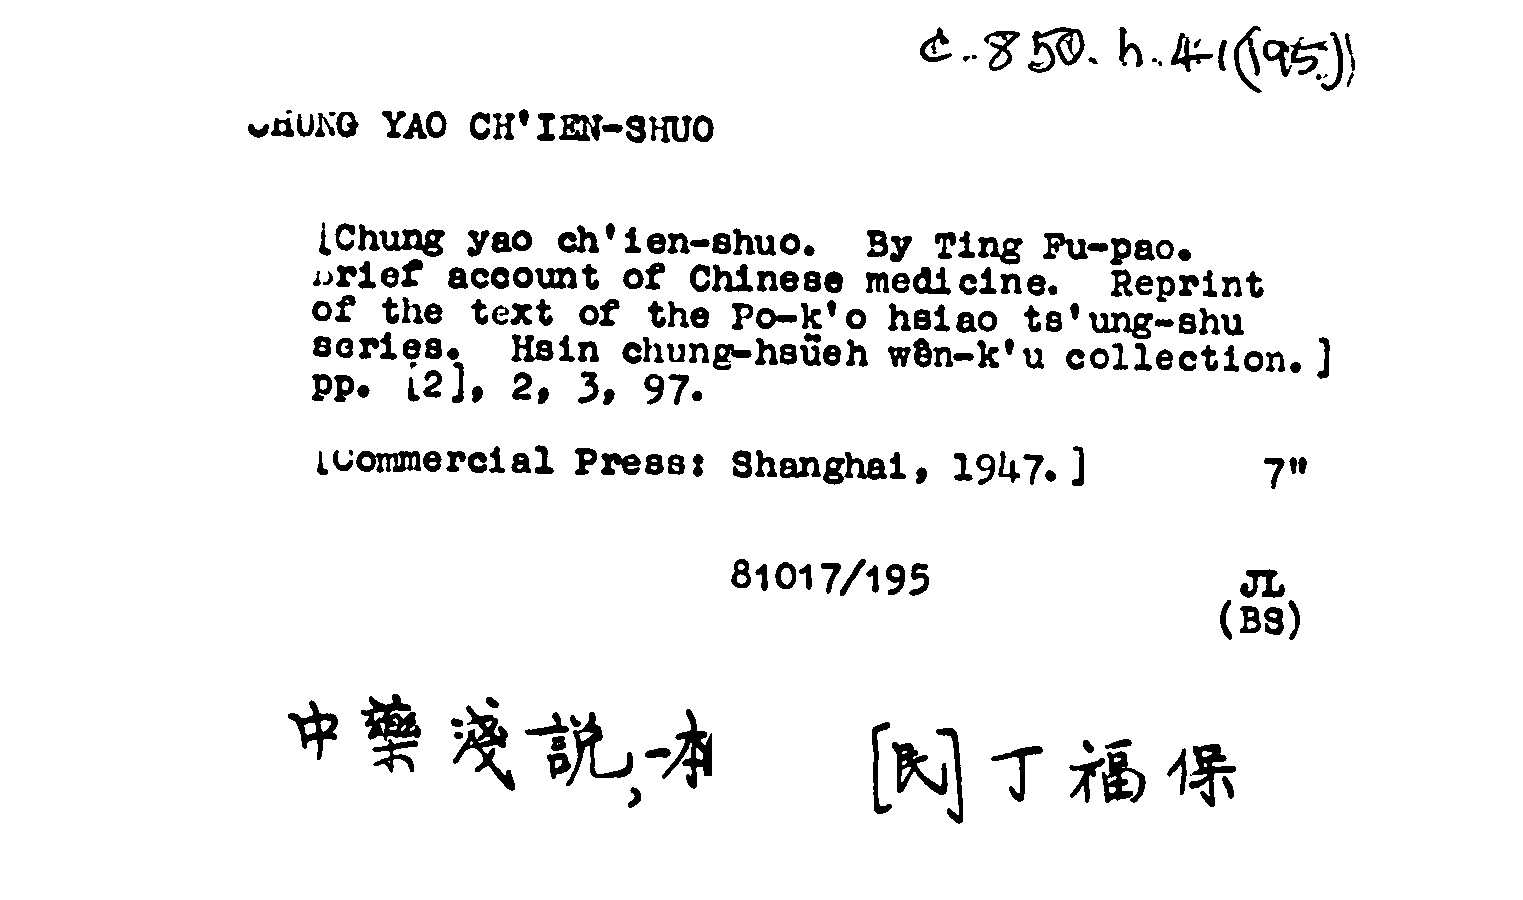 c. 850. h. 41(195)
CHUNG YAO CH'IEN-SHUO
[Chung yao ch'ien-shuo. By Ting Fu-pao.
Brief account of Chinese medicine. Reprint
of the text of the Po-k'o hsiao ts'ung-shu
series. Hsin chung-hsüeh wên-k'u collection.]
pp. [2], 2, 3, 97.
[Commercial Press: Shanghai, 1947.] 7"
81017/195 JL
(BS)
中藥淺説,一本 [民]丁福保